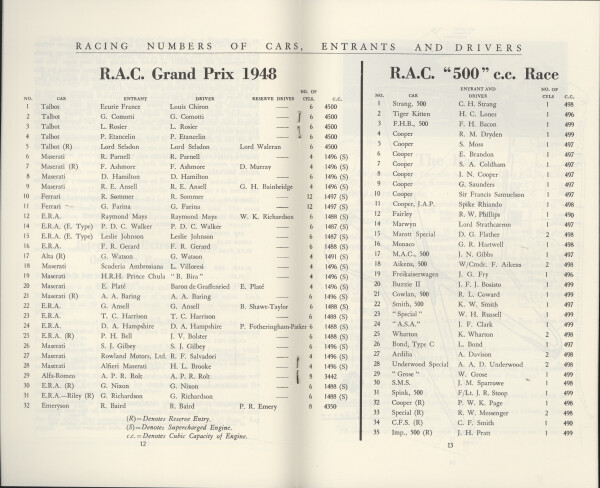 RACING NUMBERS OF CARS, ENTRANTS AND DRIVERS
R.A.C. Grand Prix 1948
NO. CAR ENTRANT DRIVER RESERVE DRIVER NO. OF CYLS. C.C.
1 Talbot Ecurie France Louis Chiron — 6 4500
2 Talbot G. Comotti G. Comotti — 6 4500
3 Talbot L. Rosier L. Rosier — 6 4500
4 Talbot P. Etancelin P. Etancelin — 6 4500
5 Talbot (R) Lord Selsdon Lord Selsdon Lord Waleran 6 4500
6 Maserati R. Parnell R. Parnell — 4 1496 (S)
7 Maserati (R) F. Ashmore F. Ashmore D. Murray 4 1496 (S)
8 Maserati D. Hamilton D. Hamilton — 6 1496 (S)
9 Maserati R. E. Ansell R. E. Ansell G. H. Bainbridge 4 1496 (S)
10 Ferrari R. Sommer R. Sommer — 12 1497 (S)
11 Ferrari G. Farina G. Farina — 12 1497 (S)
12 E.R.A. Raymond Mays Raymond Mays W. K. Richardson 6 1488 (S)
14 E.R.A. (E. Type) P. D. C. Walker P. D. C. Walker — 6 1487 (S)
15 E.R.A. (E. Type) Leslie Johnson Leslie Johnson — 6 1487 (S)
16 E.R.A. F. R. Gerard F. R. Gerard — 6 1488 (S)
17 Alta (R) G. Watson G. Watson — 4 1491 (S)
18 Maserati Scuderia Ambrosiana L. Villoresi — 4 1496 (S)
19 Maserati H.R.H. Prince Chula "B. Bira" — 4 1496 (S)
20 Maserati E. Platé Baron de Graffenried E. Platé 4 1496 (S)
21 Maserati (R) A. A. Baring A. A. Baring — 6 1496 (S)
22 E.R.A. G. Ansell G. Ansell B. Shawe-Taylor 6 1488 (S)
23 E.R.A. T. C. Harrison T. C. Harrison — 6 1488 (S)
24 E.R.A. D. A. Hampshire D. A. Hampshire P. Fotheringham-Parker 6 1488 (S)
25 E.R.A. (R) P. H. Bell J. V. Bolster — 6 1488 (S)
26 Maserati S. J. Gilbey S. J. Gilbey — 6 1496 (S)
27 Maserati Rowland Motors, Ltd. R. F. Salvadori — 4 1496 (S)
28 Maserati Alfieri Maserati H. L. Brooke — 4 1496 (S)
29 Alfa-Romeo A. P. R. Rolt A. P. R. Rolt — 8 3442
30 E.R.A. (R) G. Nixon G. Nixon — 6 1488 (S)
31 E.R.A.—Riley (R) G. Richardson G. Richardson — 6 1488 (S)
32 Emeryson R. Baird R. Baird P. R. Emery 8 4350
(R)=Denotes Reserve Entry.
(S)=Denotes Supercharged Engine.
c.c.=Denotes Cubic Capacity of Engine.
12
R.A.C. "500" c.c. Race
NO. CAR ENTRANT AND DRIVER NO. OF CYLS C.C.
1 Strang, 500 C. H. Strang 1 498
2 Tiger Kitten H. C. Lones 1 496
3 F.H.B., 500 F. H. Bacon 1 499
4 Cooper R. M. Dryden 1 499
5 Cooper S. Moss 1 497
6 Cooper E. Brandon 1 497
7 Cooper S. A. Coldham 1 497
8 Cooper J. N. Cooper 1 497
9 Cooper G. Saunders 1 497
10 Cooper Sir Francis Samuelson 1 497
11 Cooper, J.A.P. Spike Rhiando 1 498
12 Fairley R. W. Phillips 1 490
14 Marwyn Lord Strathcarron 1 497
15 Marott Special D. G. Flather 2 498
16 Monaco G. R. Hartwell 1 498
17 M.A.C., 500 J. N. Gibbs 1 497
18 Aikens, 500 W/Cmdr. F. Aikens 2 498
19 Freikaiserwagen J. G. Fry 1 496
20 Buzzie II J. F. J. Bosisto 1 499
21 Cowlan, 500 R. L. Coward 1 499
22 Smith, 500 K. W. Smith 1 497
23 "Special" W. H. Russell 1 499
24 "A.S.A." J. F. Clark 1 499
25 Wharton K. Wharton 2 498
26 Bond, Type C L. Bond 1 497
27 Ardilia A. Davison 2 498
28 Underwood Special A. A. D. Underwood 2 498
29 "Grose" W. Grose 1 499
30 S.M.S. J. M. Sparrowe 1 498
31 Spink, 500 F/Lt. J. R. Stoop 1 499
32 Cooper (R) P. W. K. Page 1 498
33 Special (R) R. W. Messenger 2 498
34 C.F.S. (R) C. F. Smith 1 490
35 Imp., 500 (R) J. H. Pratt 1 499
13